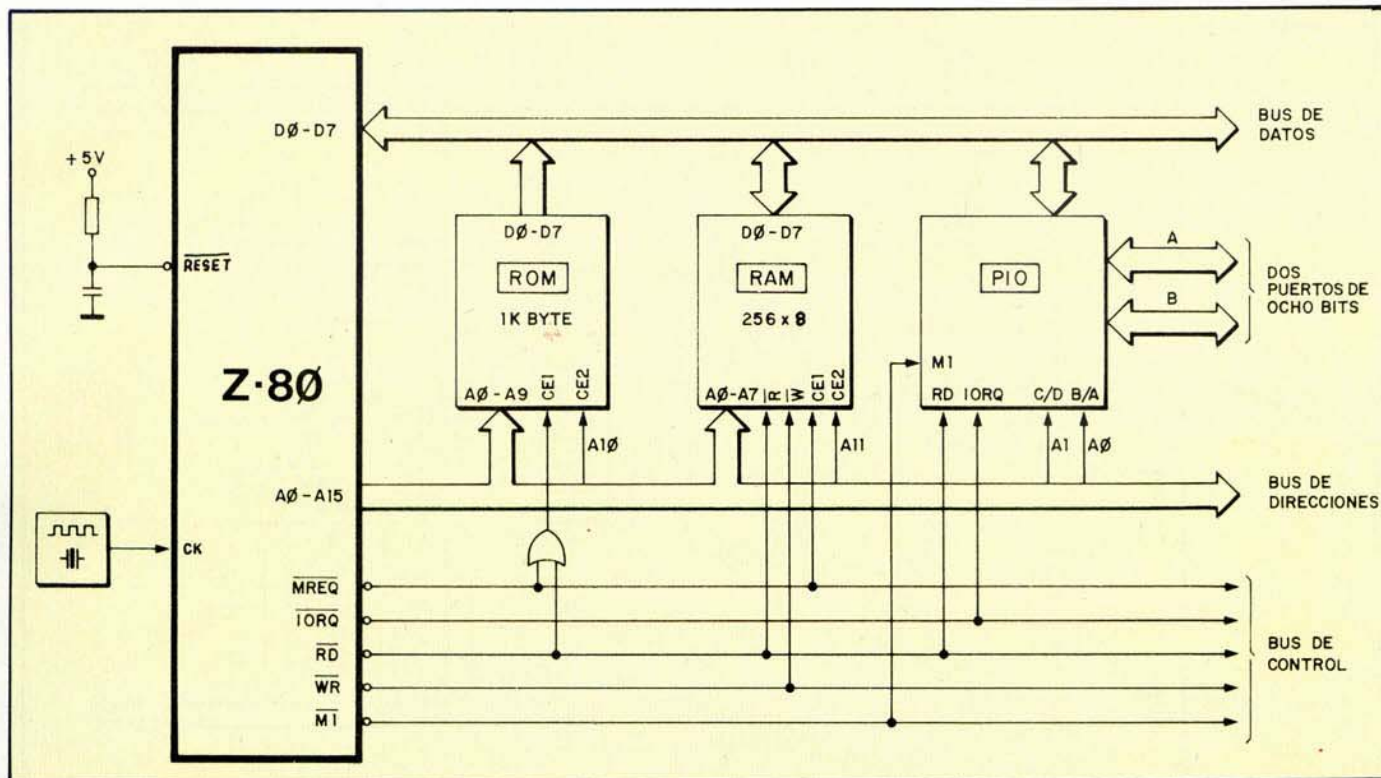 +5V
RESET
Z·8Ø
CK
DØ-D7
AØ-A15
MREQ
IORQ
RD
WR
M1
DØ-D7
ROM
1K BYTE
AØ-A9
CE1
CE2
A1Ø
DØ-D7
RAM
256 x 8
AØ-A7
R
W
CE1
CE2
A11
PIO
M1
RD
IORQ
C/D
B/A
A1
AØ
A
B
BUS DE
DATOS
DOS
PUERTOS DE
OCHO BITS
BUS DE
DIRECCIONES
BUS DE
CONTROL